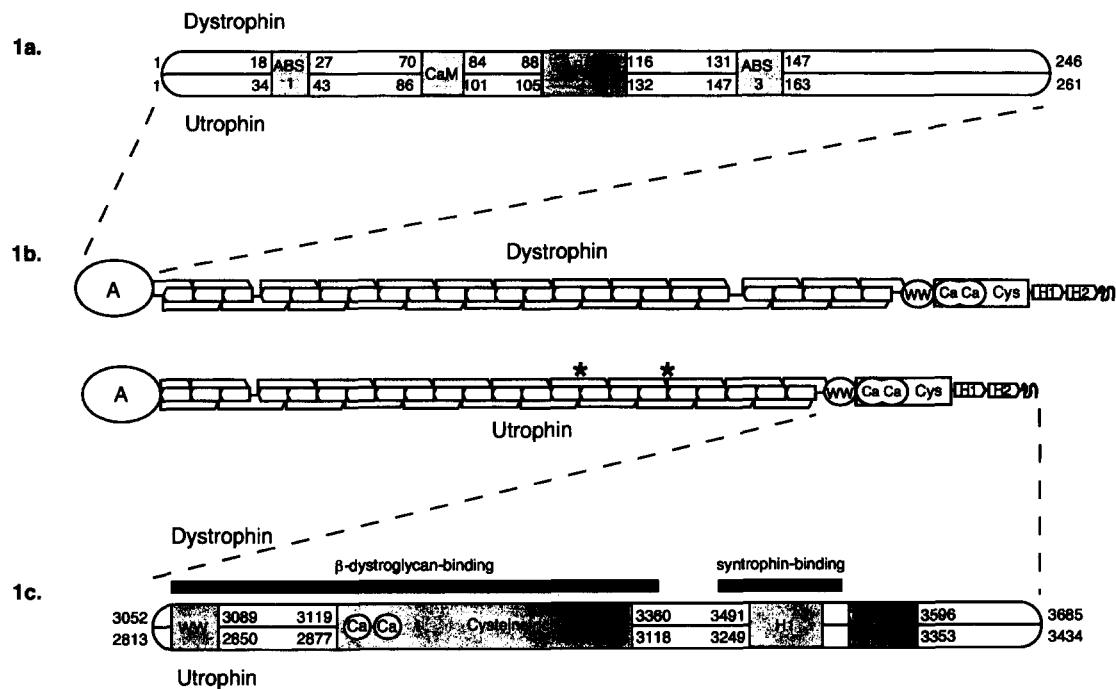 Dystrophin
1a.
1 18 ABS 27 70 CaM 84 88 116 131 ABS 147 246
1 34 1 43 86 101 105 132 147 3 163 261
Utrophin
1b.
Dystrophin
A WW Ca Ca Cys H1 H2
* *
A WW Ca Ca Cys H1 H2
Utrophin
Dystrophin
β-dystroglycan-binding syntrophin-binding
1c.
3052 WW 3089 3119 Ca Ca Cysteine 3360 3491 H1 3596 3685
2813 2850 2877 3118 3249 3353 3434
Utrophin